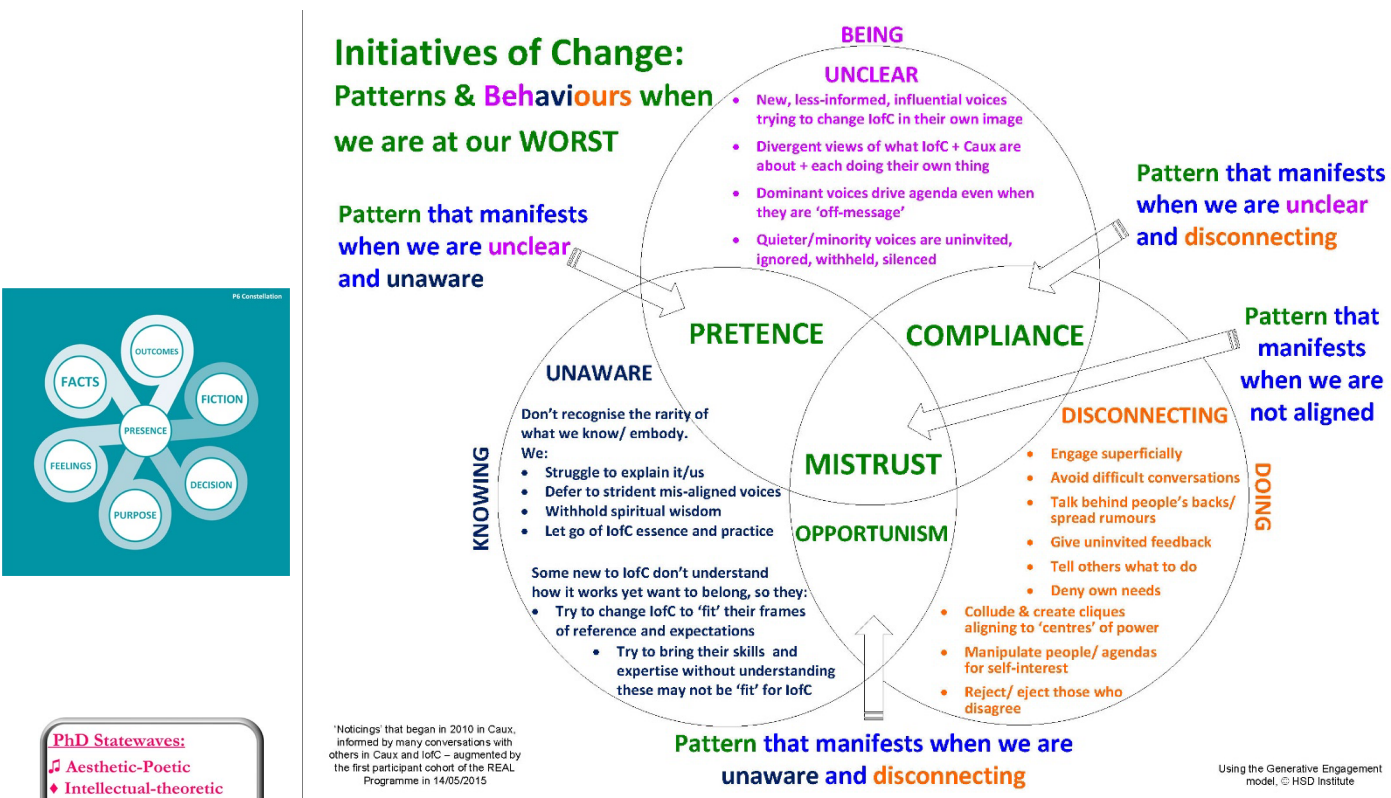 P6 Constellation
OUTCOMES
FACTS
FICTION
PRESENCE
FEELINGS
DECISION
PURPOSE
PhD Statewaves:
♫ Aesthetic-Poetic
♦ Intellectual-theoretic
Initiatives of Change:
Patterns & Behaviours when
we are at our WORST
BEING
UNCLEAR
• New, less-informed, influential voices
trying to change IofC in their own image
• Divergent views of what IofC + Caux are
about + each doing their own thing
• Dominant voices drive agenda even when
they are ‘off-message’
• Quieter/minority voices are uninvited,
ignored, withheld, silenced
Pattern that manifests
when we are unclear
and unaware
Pattern that manifests
when we are unclear
and disconnecting
Pattern that
manifests
when we are
not aligned
PRETENCE
COMPLIANCE
MISTRUST
OPPORTUNISM
KNOWING
UNAWARE
Don’t recognise the rarity of
what we know/ embody.
We:
• Struggle to explain it/us
• Defer to strident mis-aligned voices
• Withhold spiritual wisdom
• Let go of IofC essence and practice
Some new to IofC don’t understand
how it works yet want to belong, so they:
• Try to change IofC to ‘fit’ their frames
of reference and expectations
• Try to bring their skills and
expertise without understanding
these may not be ‘fit’ for IofC
DOING
DISCONNECTING
• Engage superficially
• Avoid difficult conversations
• Talk behind people’s backs/
spread rumours
• Give uninvited feedback
• Tell others what to do
• Deny own needs
• Collude & create cliques
aligning to ‘centres’ of power
• Manipulate people/ agendas
for self-interest
• Reject/ eject those who
disagree
Pattern that manifests when we are
unaware and disconnecting
'Noticings' that began in 2010 in Caux,
informed by many conversations with
others in Caux and IofC – augmented by
the first participant cohort of the REAL
Programme in 14/05/2015
Using the Generative Engagement
model, © HSD Institute